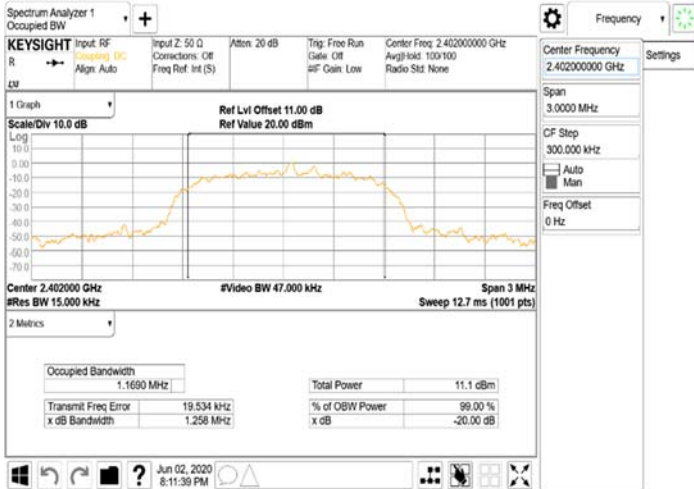 Spectrum Analyzer 1
Occupied BW
+
Frequency
KEYSIGHT
R
LXI
Input: RF
Coupling: DC
Align: Auto
Input Z: 50 Ω
Corrections: Off
Freq Ref: Int (S)
Atten: 20 dB
Trig: Free Run
Gate: Off
#IF Gain: Low
Center Freq: 2.402000000 GHz
Avg|Hold: 100/100
Radio Std: None
Center Frequency
2.402000000 GHz
Settings
Span
3.0000 MHz
CF Step
300.000 kHz
Auto
Man
Freq Offset
0 Hz
1 Graph
Scale/Div 10.0 dB
Ref Lvl Offset 11.00 dB
Ref Value 20.00 dBm
Log
10.0
0.00
-10.0
-20.0
-30.0
-40.0
-50.0
-60.0
-70.0
Center 2.402000 GHz
#Res BW 15.000 kHz
#Video BW 47.000 kHz
Span 3 MHz
Sweep 12.7 ms (1001 pts)
2 Metrics
Occupied Bandwidth
1.1690 MHz
Total Power 11.1 dBm
Transmit Freq Error 19.534 kHz
% of OBW Power 99.00 %
x dB Bandwidth 1.258 MHz
x dB -20.00 dB
?
Jun 02, 2020
8:11:39 PM